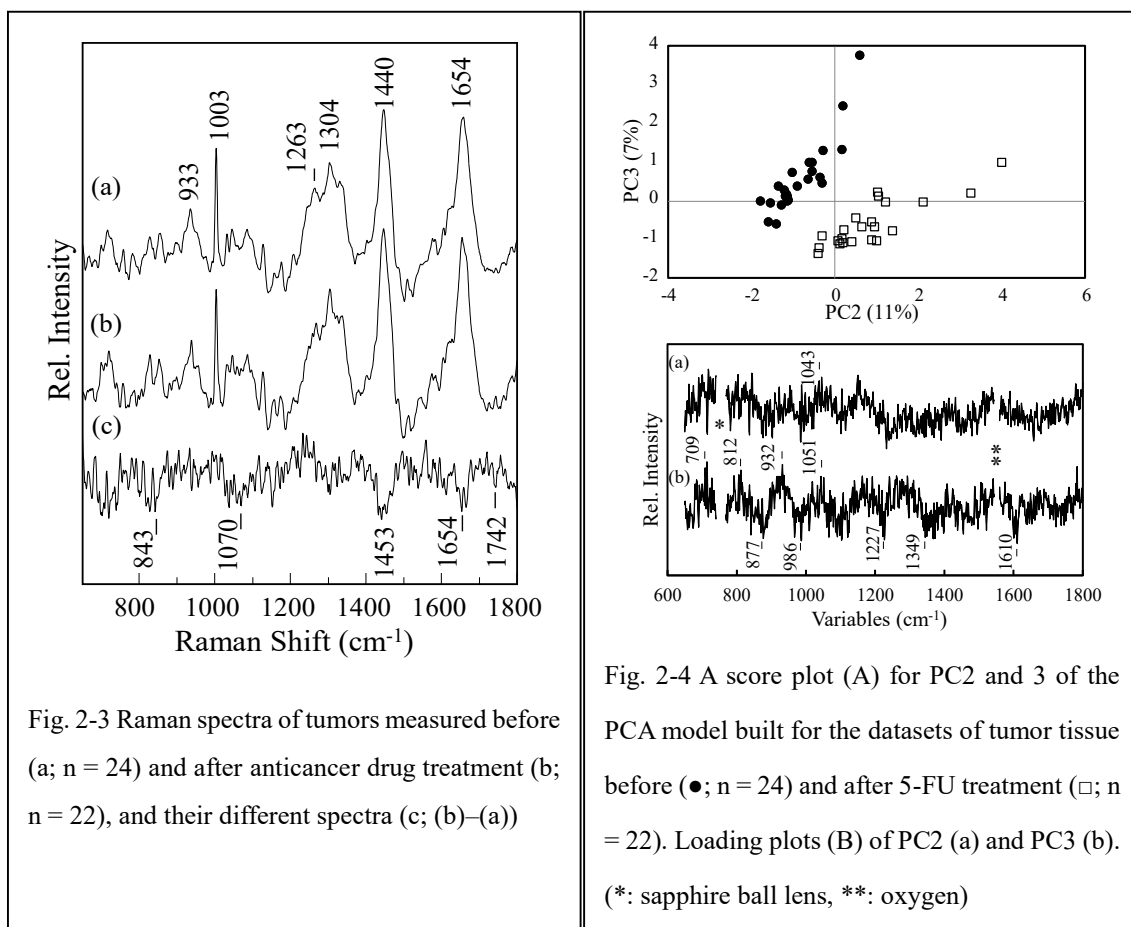 1003
1440
1654
1263
1304
933
(a)
(b)
(c)
Rel. Intensity
843
1070
1453
1654
1742
800 1000 1200 1400 1600 1800
Raman Shift (cm-1)
Fig. 2-3 Raman spectra of tumors measured before
(a; n = 24) and after anticancer drug treatment (b;
n = 22), and their different spectra (c; (b)–(a))
4
3
2
1
0
-1
-2
PC3 (7%)
-4 -2 0 2 4 6
PC2 (11%)
(a)
1043
*
**
709
812
932
1051
(b)
877
986
1227
1349
1610
Rel. Intensity
600 800 1000 1200 1400 1600 1800
Variables (cm-1)
Fig. 2-4 A score plot (A) for PC2 and 3 of the
PCA model built for the datasets of tumor tissue
before (●; n = 24) and after 5-FU treatment (□; n
= 22). Loading plots (B) of PC2 (a) and PC3 (b).
(*: sapphire ball lens, **: oxygen)